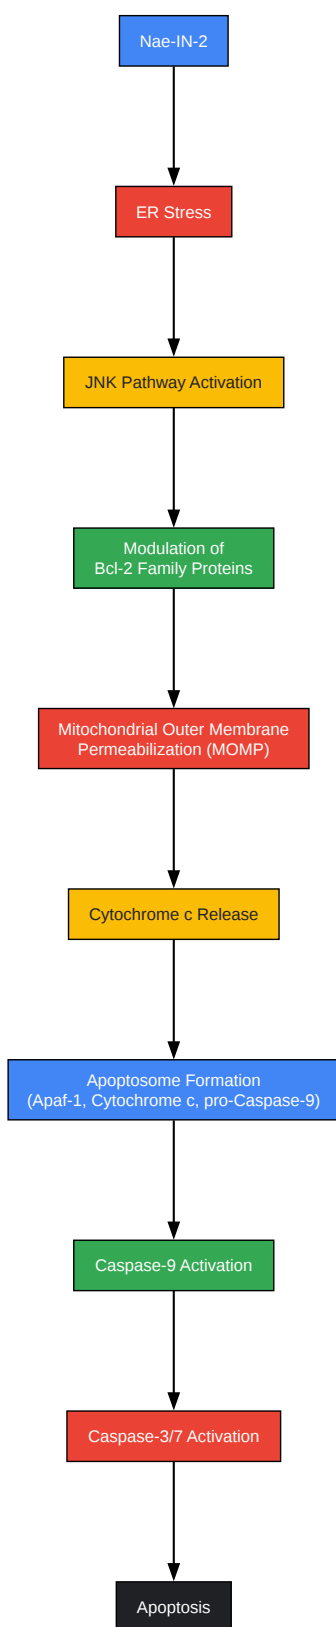 Nae-IN-2
ER Stress
JNK Pathway Activation
Modulation of
Bcl-2 Family Proteins
Mitochondrial Outer Membrane
Permeabilization (MOMP)
Cytochrome c Release
Apoptosome Formation
(Apaf-1, Cytochrome c, pro-Caspase-9)
Caspase-9 Activation
Caspase-3/7 Activation
Apoptosis